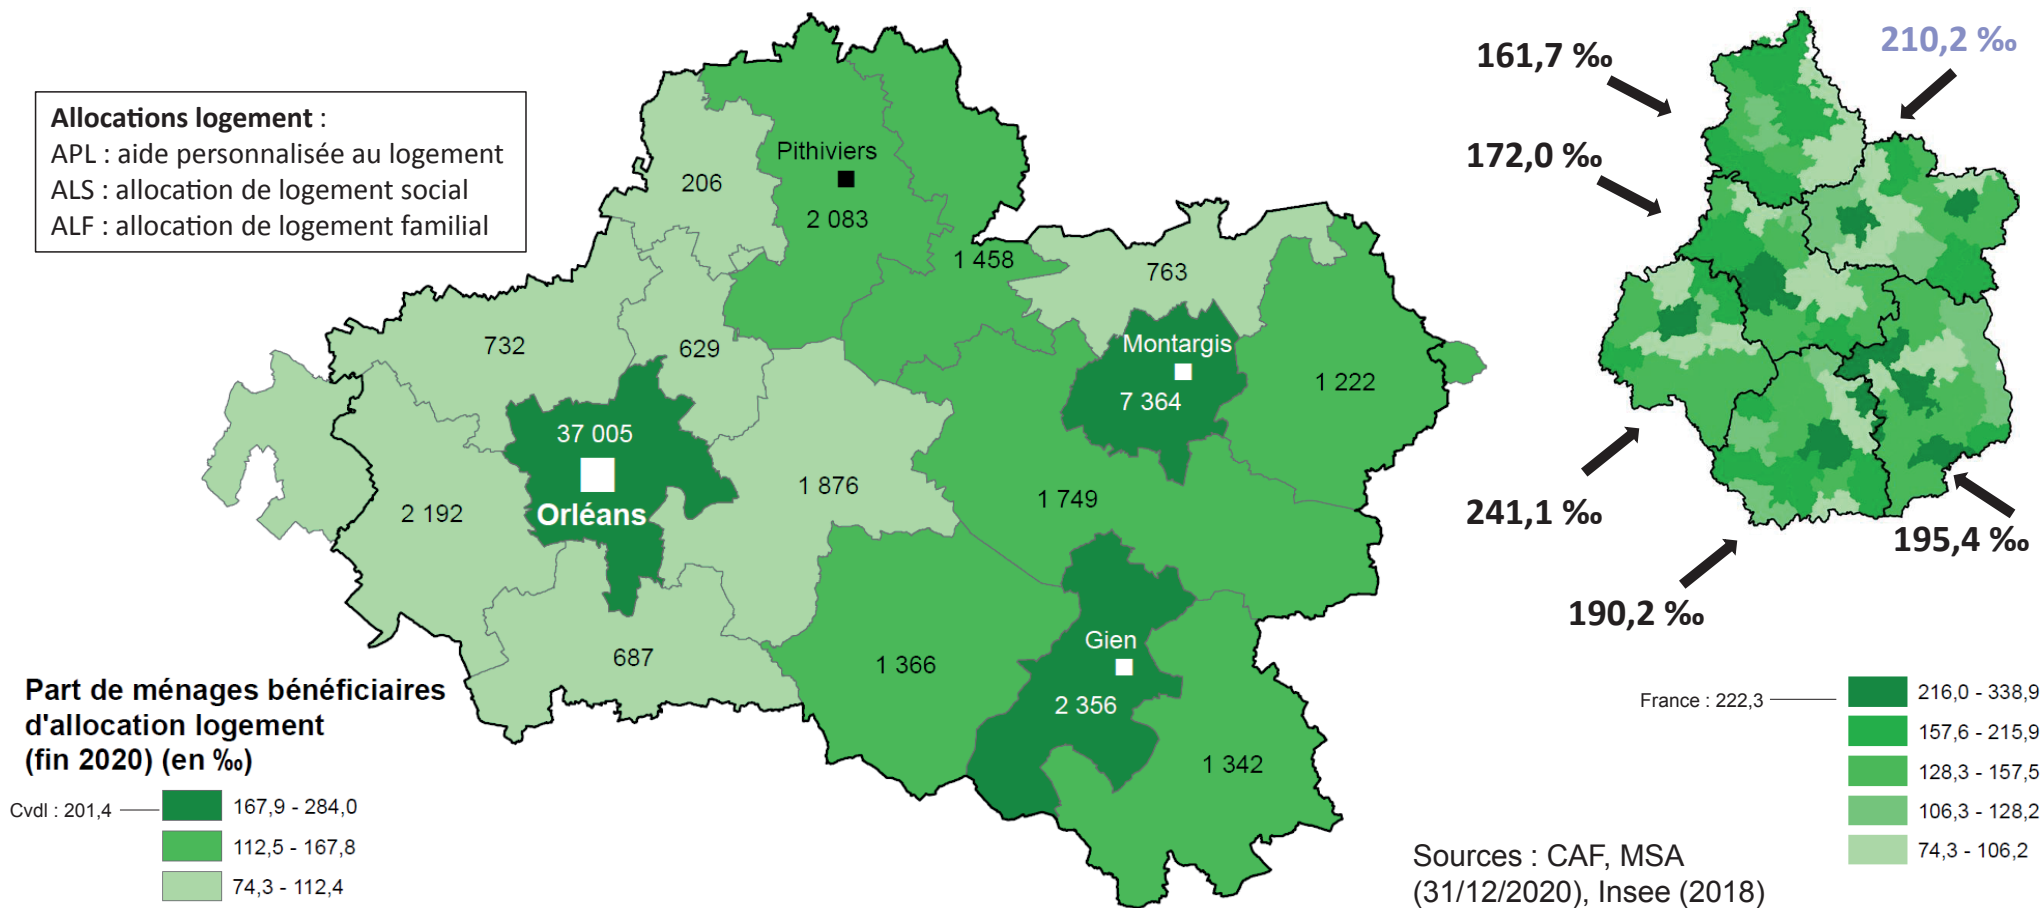 Allocations logement :
APL : aide personnalisée au logement
ALS : allocation de logement social
ALF : allocation de logement familial
Pithiviers
206
2 083
1 458
763
732
629
Montargis
7 364
1 222
37 005
Orléans
2 192
1 876
1 749
687
1 366
Gien
2 356
1 342
161,7 ‰
210,2 ‰
172,0 ‰
241,1 ‰
195,4 ‰
190,2 ‰
Part de ménages bénéficiaires
d'allocation logement
(fin 2020) (en ‰)
Cvdl : 201,4
167,9 - 284,0
112,5 - 167,8
74,3 - 112,4
France : 222,3
216,0 - 338,9
157,6 - 215,9
128,3 - 157,5
106,3 - 128,2
74,3 - 106,2
Sources : CAF, MSA
(31/12/2020), Insee (2018)